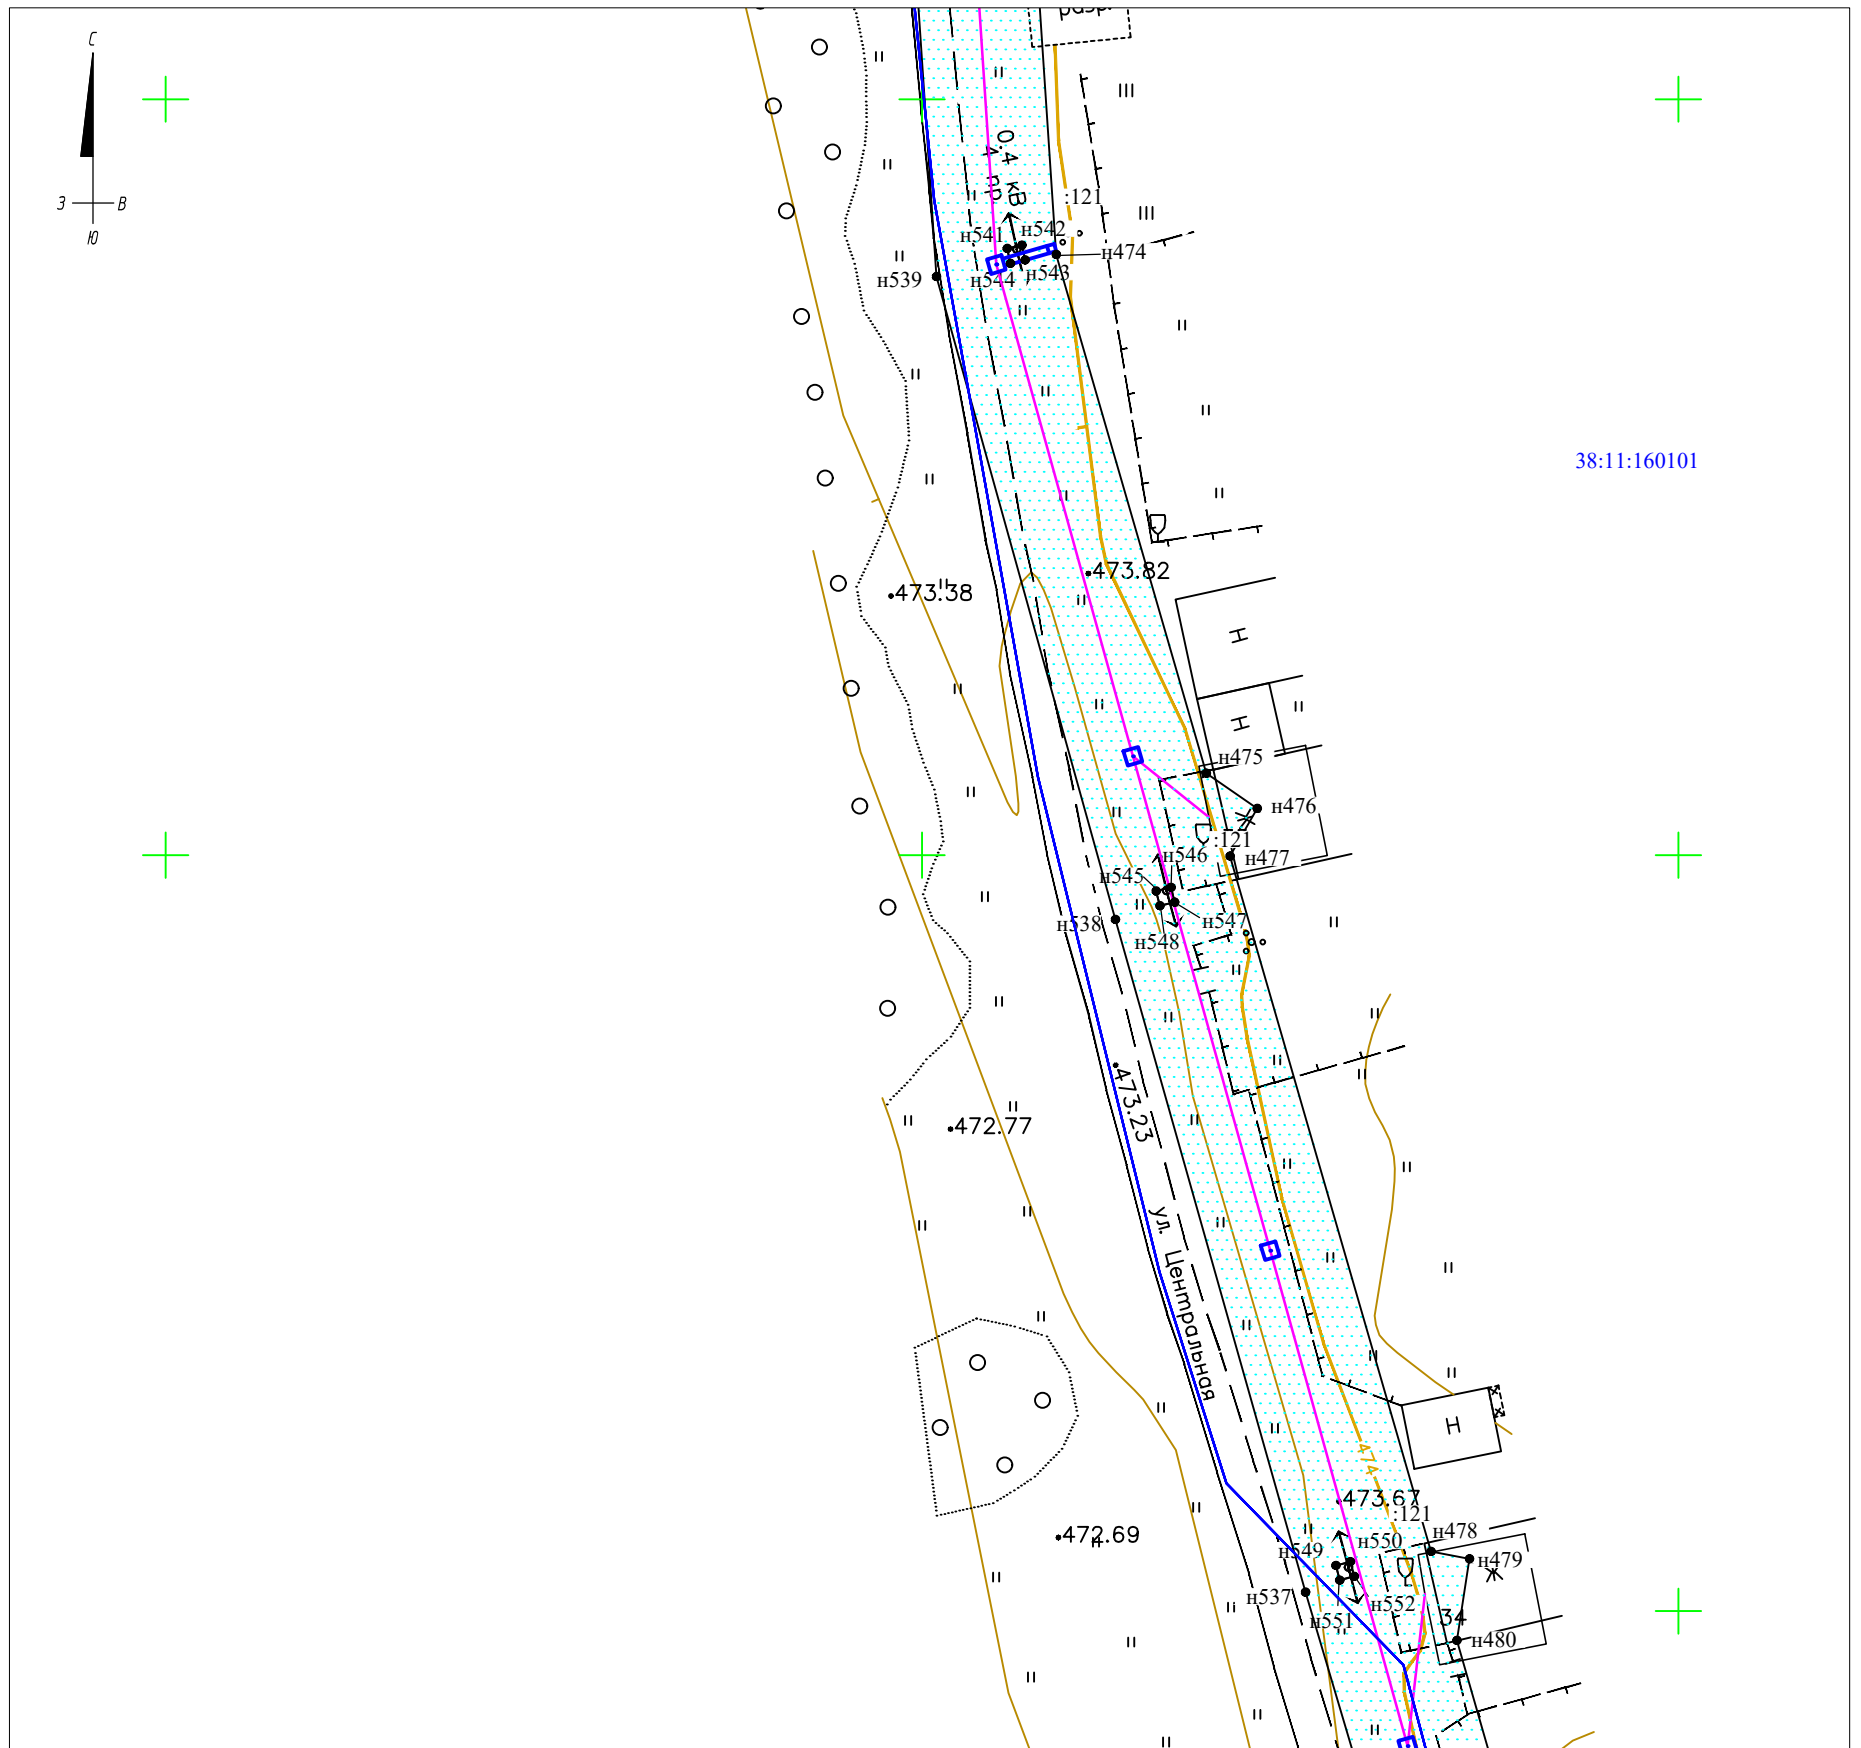 разр.
С
З В
Ю
0.4 кВ
4 пр
:121
н541
н542
н474
н539
н544
н543
38:11:160101
473.82
473.38
Н
Н
н475
н476
Ж
:121
н546
н477
н545
н538
н547
н548
473.23
472.77
ул. Центральная
Н
474
473.67
:121
472.69
н549
н550
н478
н479
Ж
н537
н551
н552
34
н480